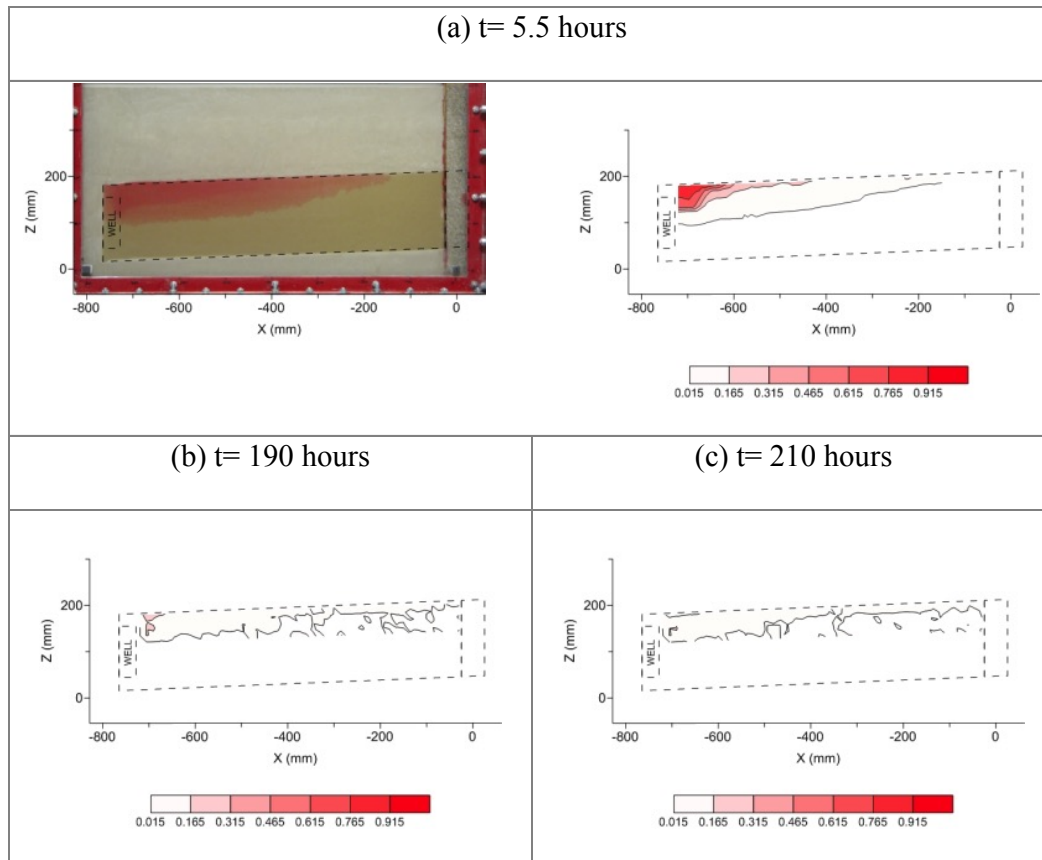 (a) t= 5.5 hours
Z (mm)
200
0
WELL
-800 -600 -400 -200 0
X (mm)
Z (mm)
200
0
WELL
-800 -600 -400 -200 0
X (mm)
0.015 0.165 0.315 0.465 0.615 0.765 0.915
(b) t= 190 hours
(c) t= 210 hours
Z (mm)
200
0
WELL
-800 -600 -400 -200 0
X (mm)
0.015 0.165 0.315 0.465 0.615 0.765 0.915
Z (mm)
200
0
WELL
-800 -600 -400 -200 0
X (mm)
0.015 0.165 0.315 0.465 0.615 0.765 0.915